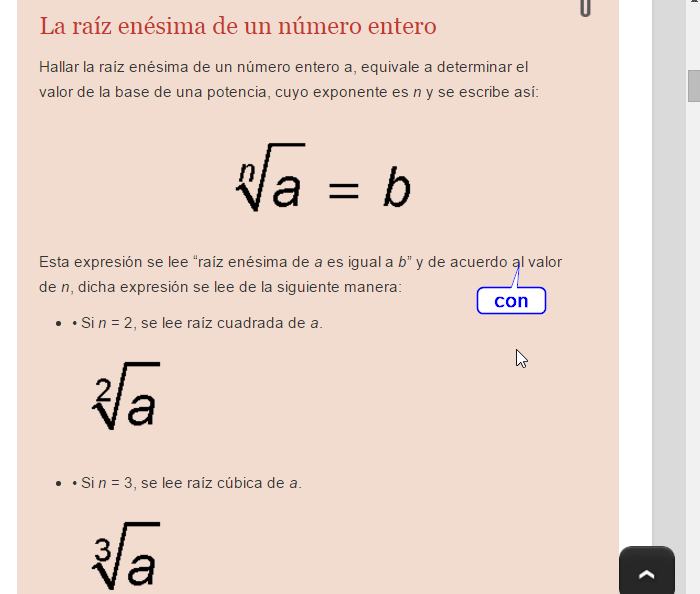 La raíz enésima de un número entero
Hallar la raíz enésima de un número entero a, equivale a determinar el
valor de la base de una potencia, cuyo exponente es n y se escribe así:
ⁿ√a = b
Esta expresión se lee “raíz enésima de a es igual a b” y de acuerdo al valor
de n, dicha expresión se lee de la siguiente manera:
con
• • Si n = 2, se lee raíz cuadrada de a.
²√a
• • Si n = 3, se lee raíz cúbica de a.
³√a